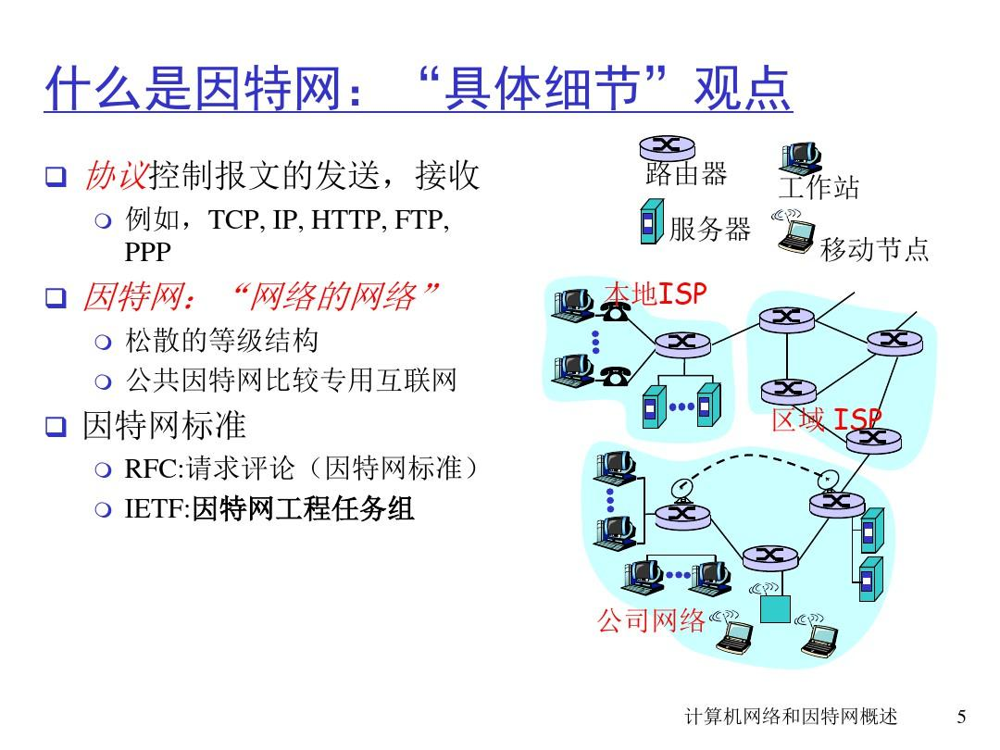 什么是因特网：“具体细节”观点
协议控制报文的发送，接收
例如，TCP, IP, HTTP, FTP,
PPP
因特网：“网络的网络”
松散的等级结构
公共因特网比较专用互联网
因特网标准
RFC:请求评论（因特网标准）
IETF:因特网工程任务组
路由器
工作站
服务器
移动节点
本地ISP
区域 ISP
公司网络
计算机网络和因特网概述
5